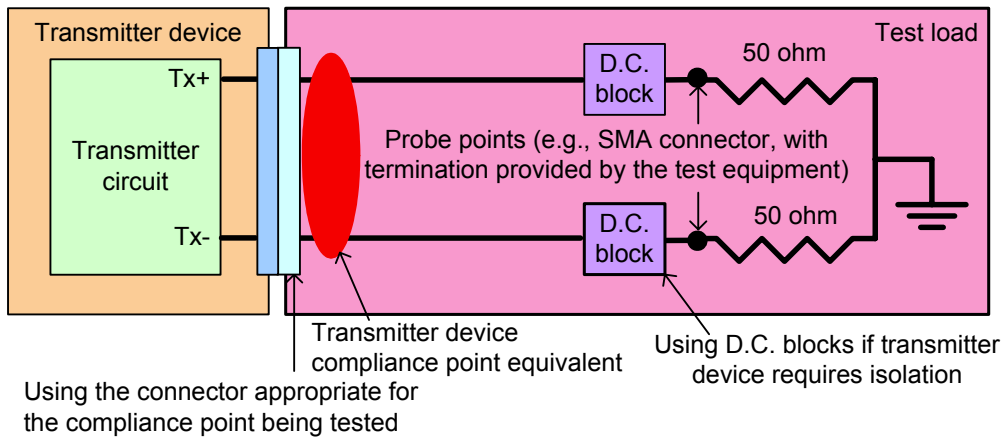 Transmitter device
Test load
Tx+
D.C.
block
50 ohm
Transmitter
circuit
Probe points (e.g., SMA connector, with
termination provided by the test equipment)
Tx-
D.C.
block
50 ohm
Transmitter device
compliance point equivalent
Using D.C. blocks if transmitter
device requires isolation
Using the connector appropriate for
the compliance point being tested